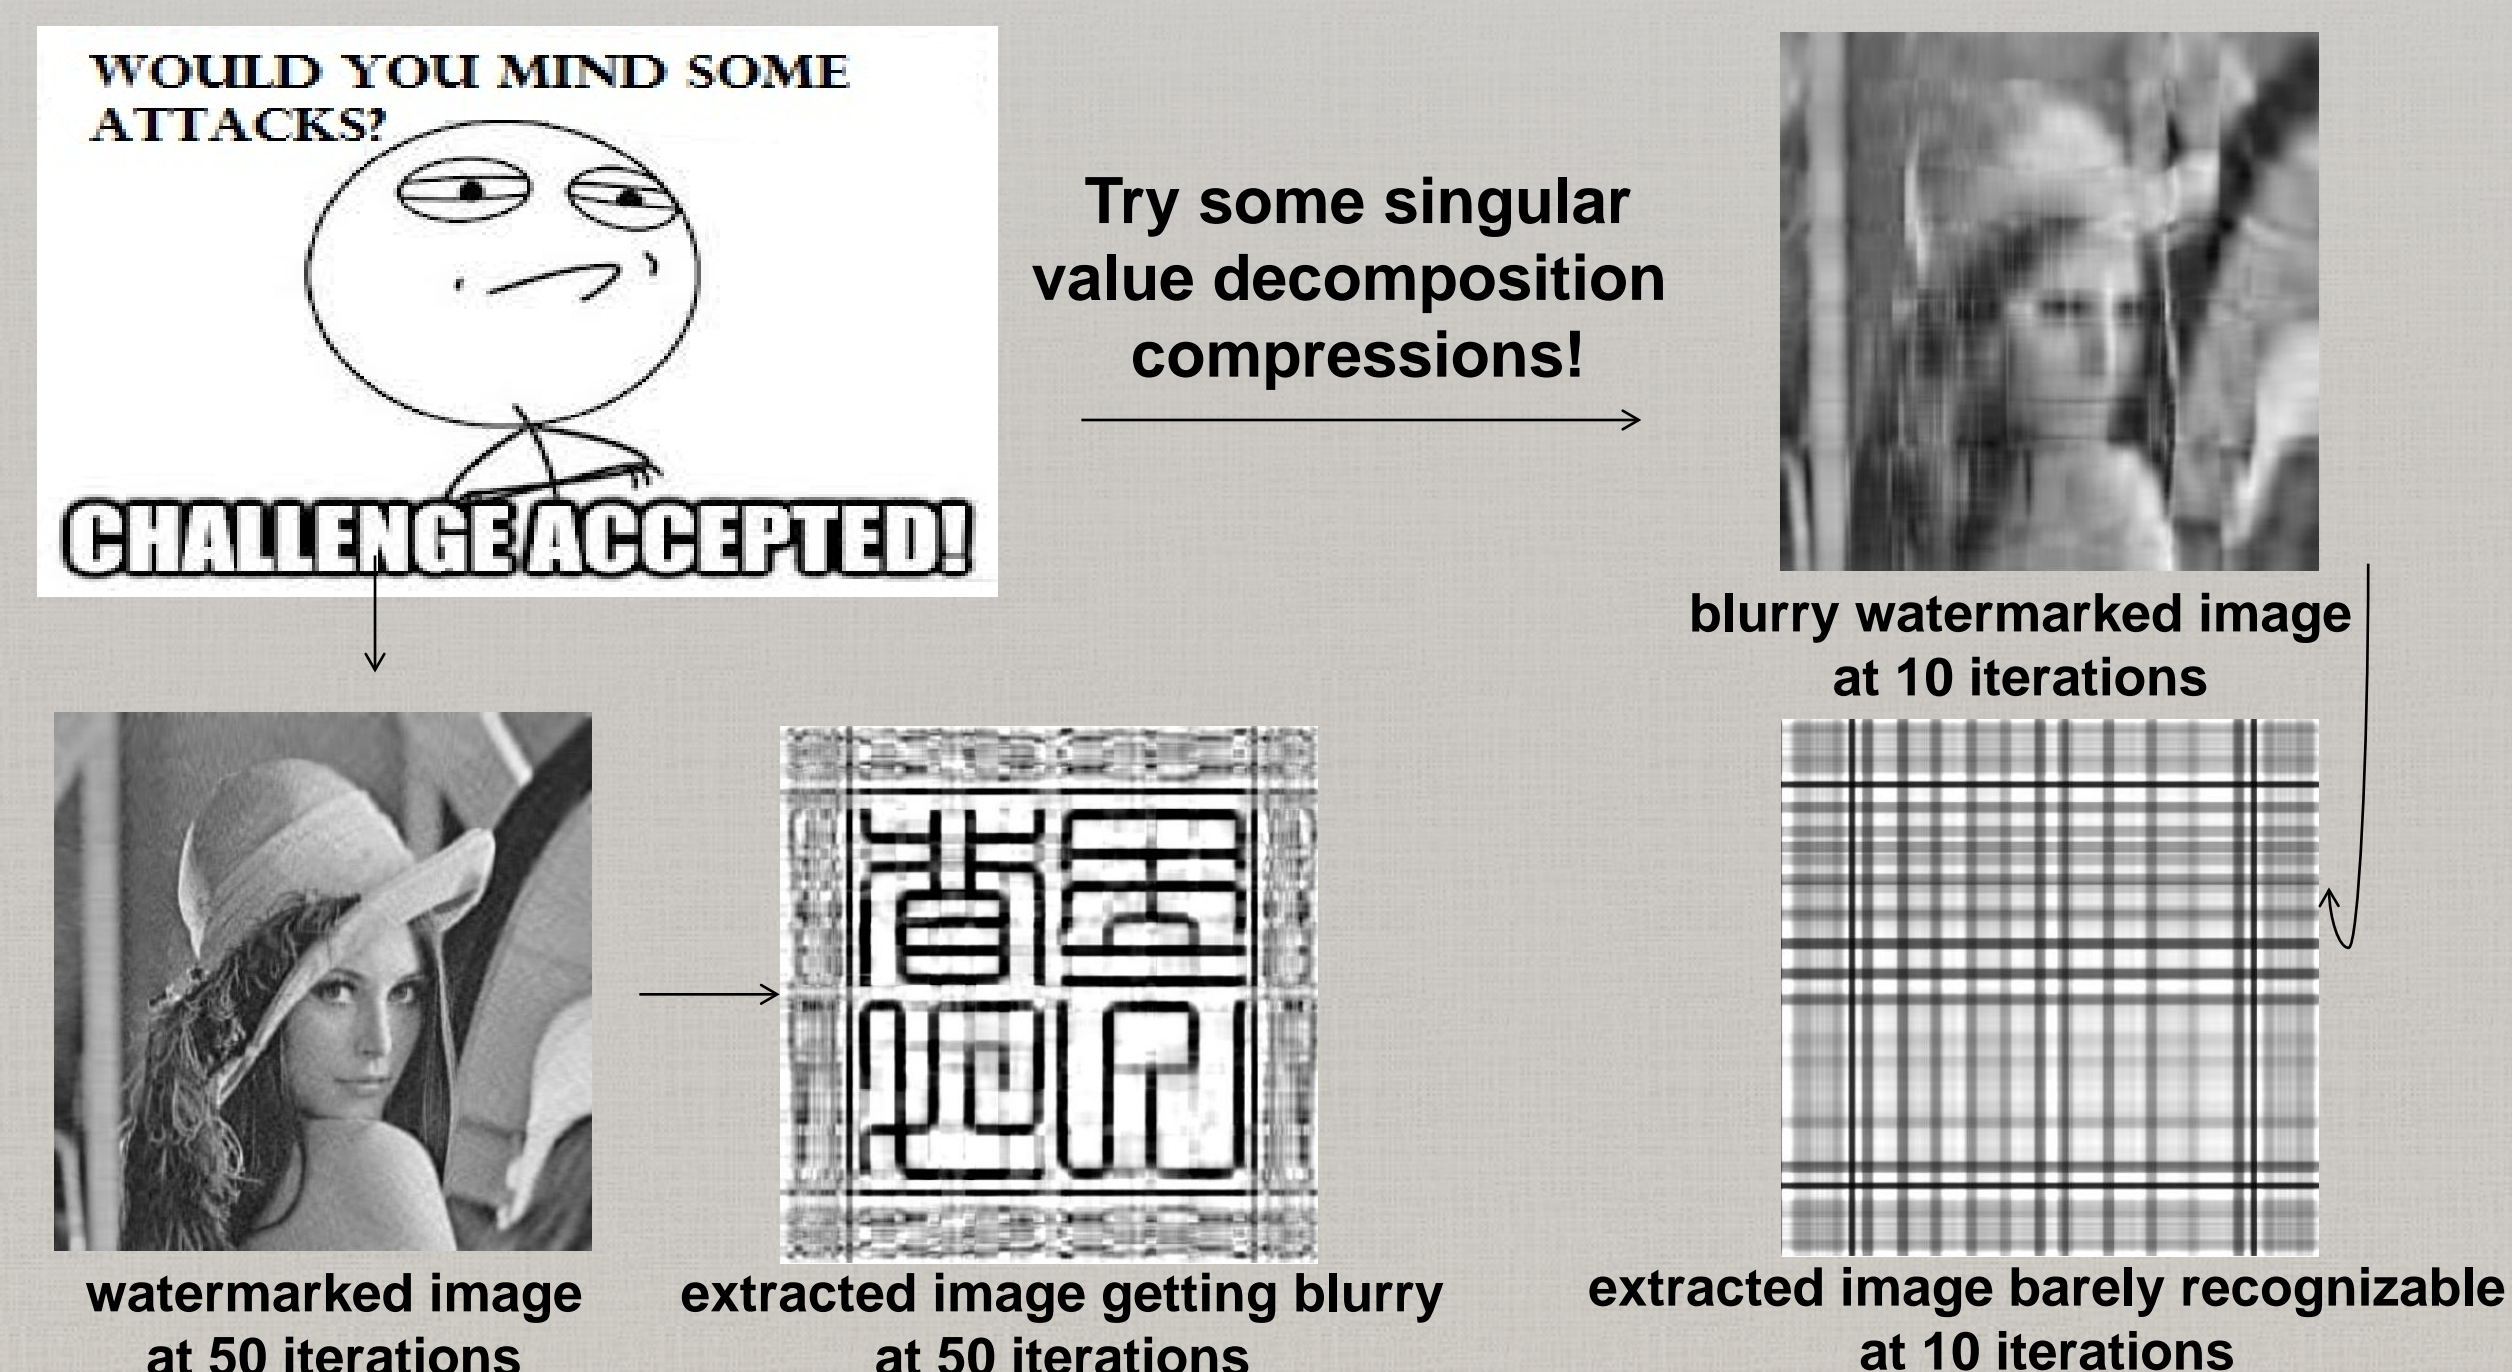 WOULD YOU MIND SOME
ATTACKS?
CHALLENGE ACCEPTED!
Try some singular
value decomposition
compressions!
blurry watermarked image
at 10 iterations
watermarked image
at 50 iterations
extracted image getting blurry
at 50 iterations
extracted image barely recognizable
at 10 iterations